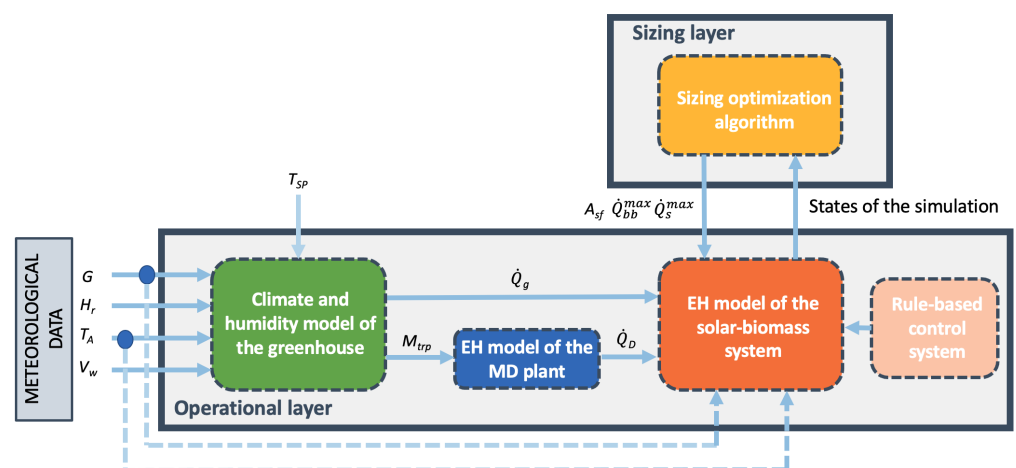 Sizing layer
Sizing optimization
algorithm
T_SP
A_sf Q̇_bb^max Q̇_s^max
States of the simulation
METEOROLOGICAL
DATA
G
H_r
T_A
V_w
Climate and
humidity model of
the greenhouse
Q̇_g
M_trp
EH model of the
MD plant
Q̇_D
EH model of the
solar-biomass
system
Rule-based
control
system
Operational layer